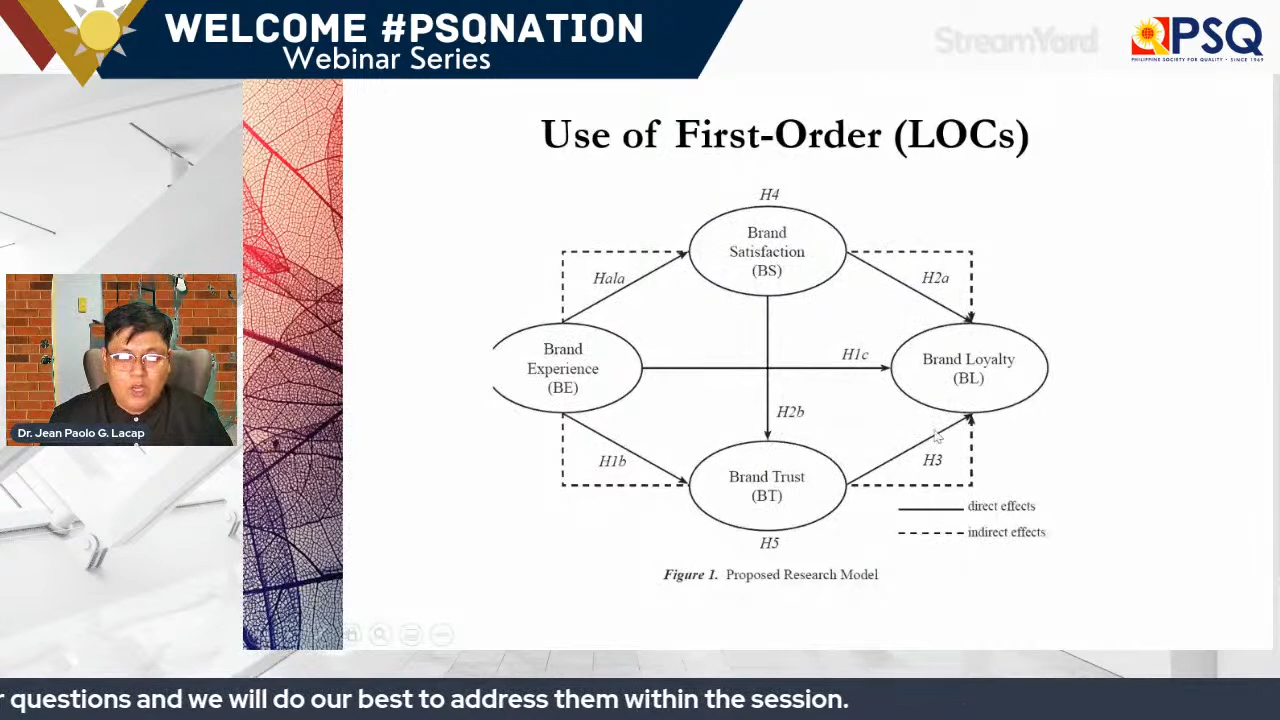 WELCOME #PSQNATION
Webinar Series
StreamYard
PSQ
PHILIPPINE SOCIETY FOR QUALITY • SINCE 1969
Use of First-Order (LOCs)
H4
Brand
Satisfaction
(BS)
Hala
H2a
Brand
Experience
(BE)
H1c
Brand Loyalty
(BL)
H2b
H1b
H3
Brand Trust
(BT)
H5
direct effects
indirect effects
Figure 1. Proposed Research Model
Dr. Jean Paolo G. Lacap
questions and we will do our best to address them within the session.